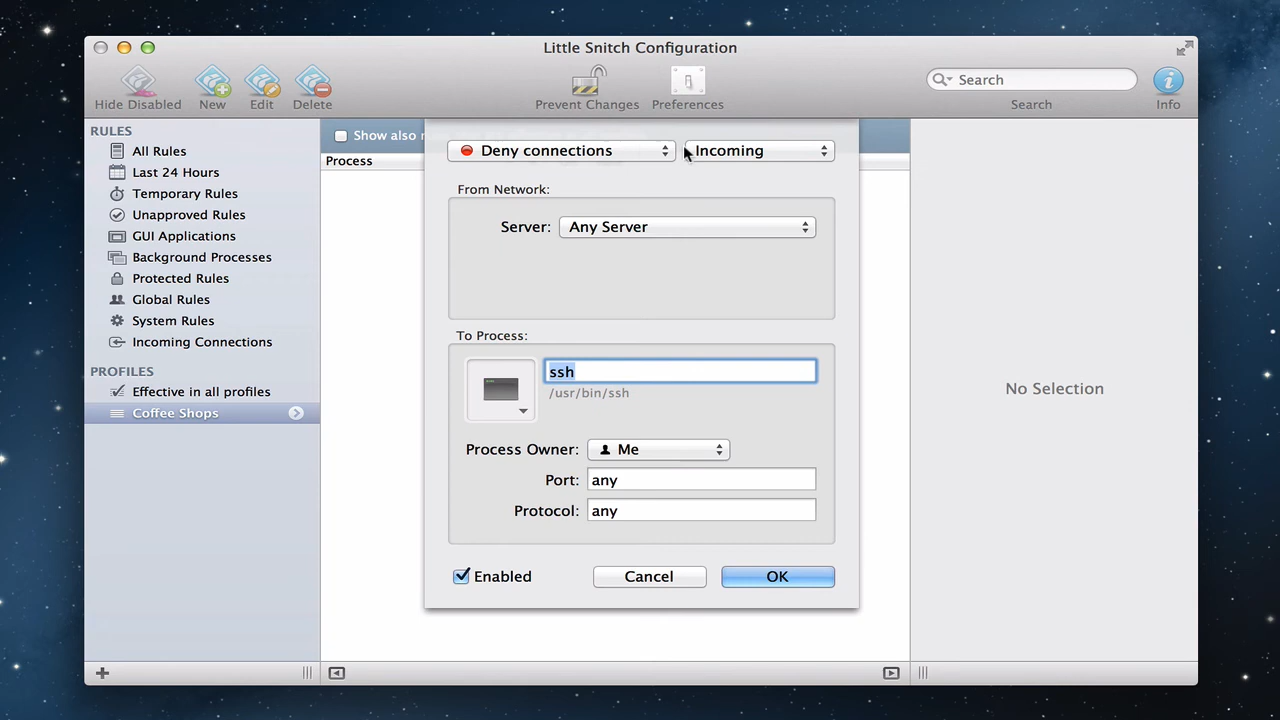 Little Snitch Configuration
Hide Disabled
New
Edit
Delete
Prevent Changes
Preferences
Search
Search
Info
RULES
All Rules
Last 24 Hours
Temporary Rules
Unapproved Rules
GUI Applications
Background Processes
Protected Rules
Global Rules
System Rules
Incoming Connections
PROFILES
Effective in all profiles
Coffee Shops
Show also
Process
Deny connections
Incoming
From Network:
Server: Any Server
To Process:
ssh
/usr/bin/ssh
Process Owner: Me
Port: any
Protocol: any
Enabled
Cancel
OK
No Selection